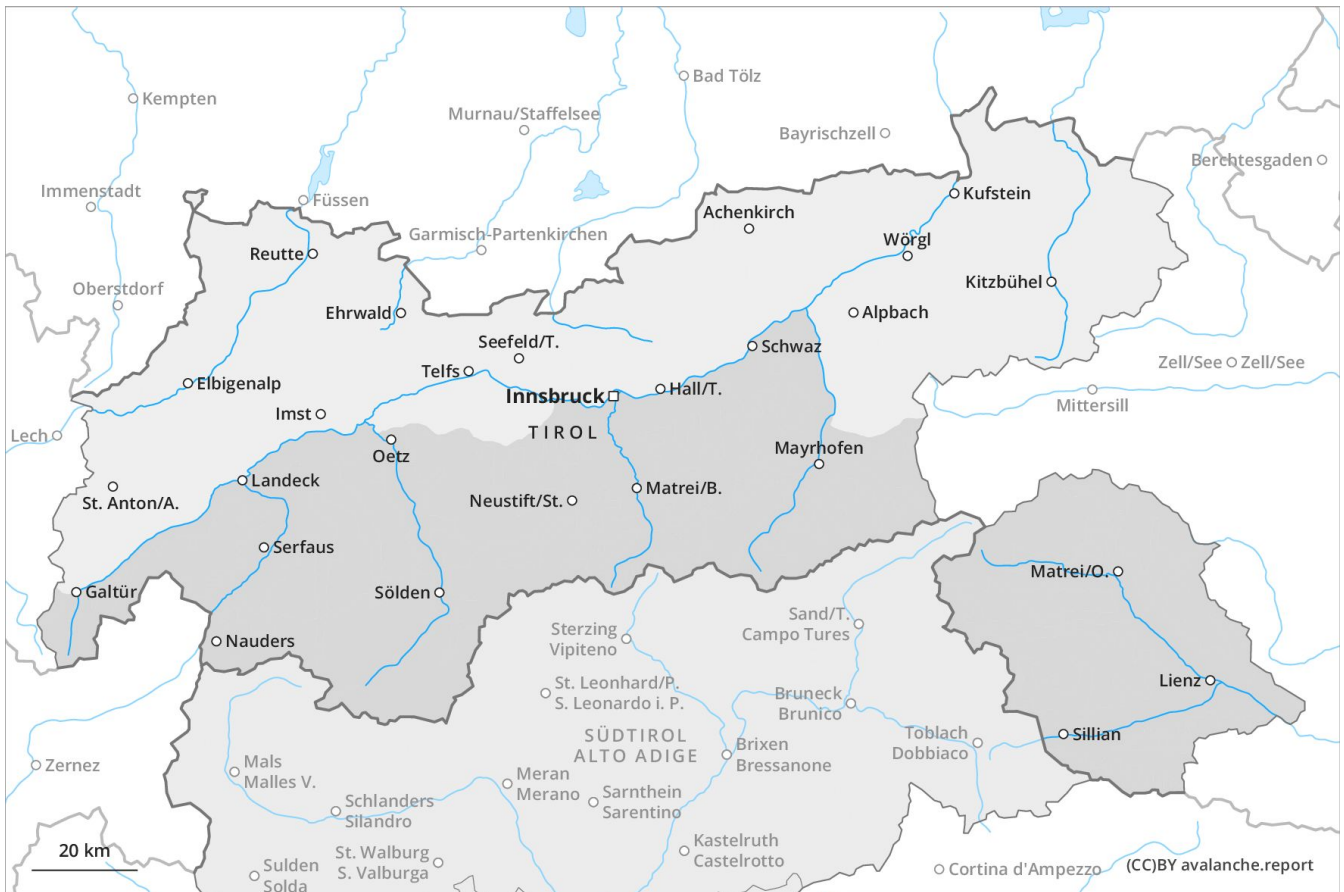 Kempten
Bad Tölz
Murnau/Staffelsee
Bayrischzell
Berchtesgaden
Immenstadt
Füssen
Kufstein
Achenkirch
Garmisch-Partenkirchen
Wörgl
Reutte
Oberstdorf
Kitzbühel
Ehrwald
Alpbach
Seefeld/T.
Schwaz
Zell/See
Zell/See
Telfs
Elbigenalp
Innsbruck
Hall/T.
Mittersill
Imst
Lech
TIROL
Oetz
Mayrhofen
Landeck
St. Anton/A.
Neustift/St.
Matrei/B.
Serfaus
Matrei/O.
Galtür
Sölden
Sand/T.
Campo Tures
Sterzing
Vipiteno
Nauders
St. Leonhard/P.
S. Leonardo i. P.
Lienz
Bruneck
Brunico
SÜDTIROL
ALTO ADIGE
Toblach
Dobbiaco
Sillian
Brixen
Bressanone
Zernez
Mals
Malles V.
Meran
Merano
Sarnthein
Sarentino
Schlanders
Silandro
Kastelruth
Castelrotto
20 km
St. Walburg
S. Valburga
Sulden
Solda
Cortina d'Ampezzo
(CC)BY avalanche.report